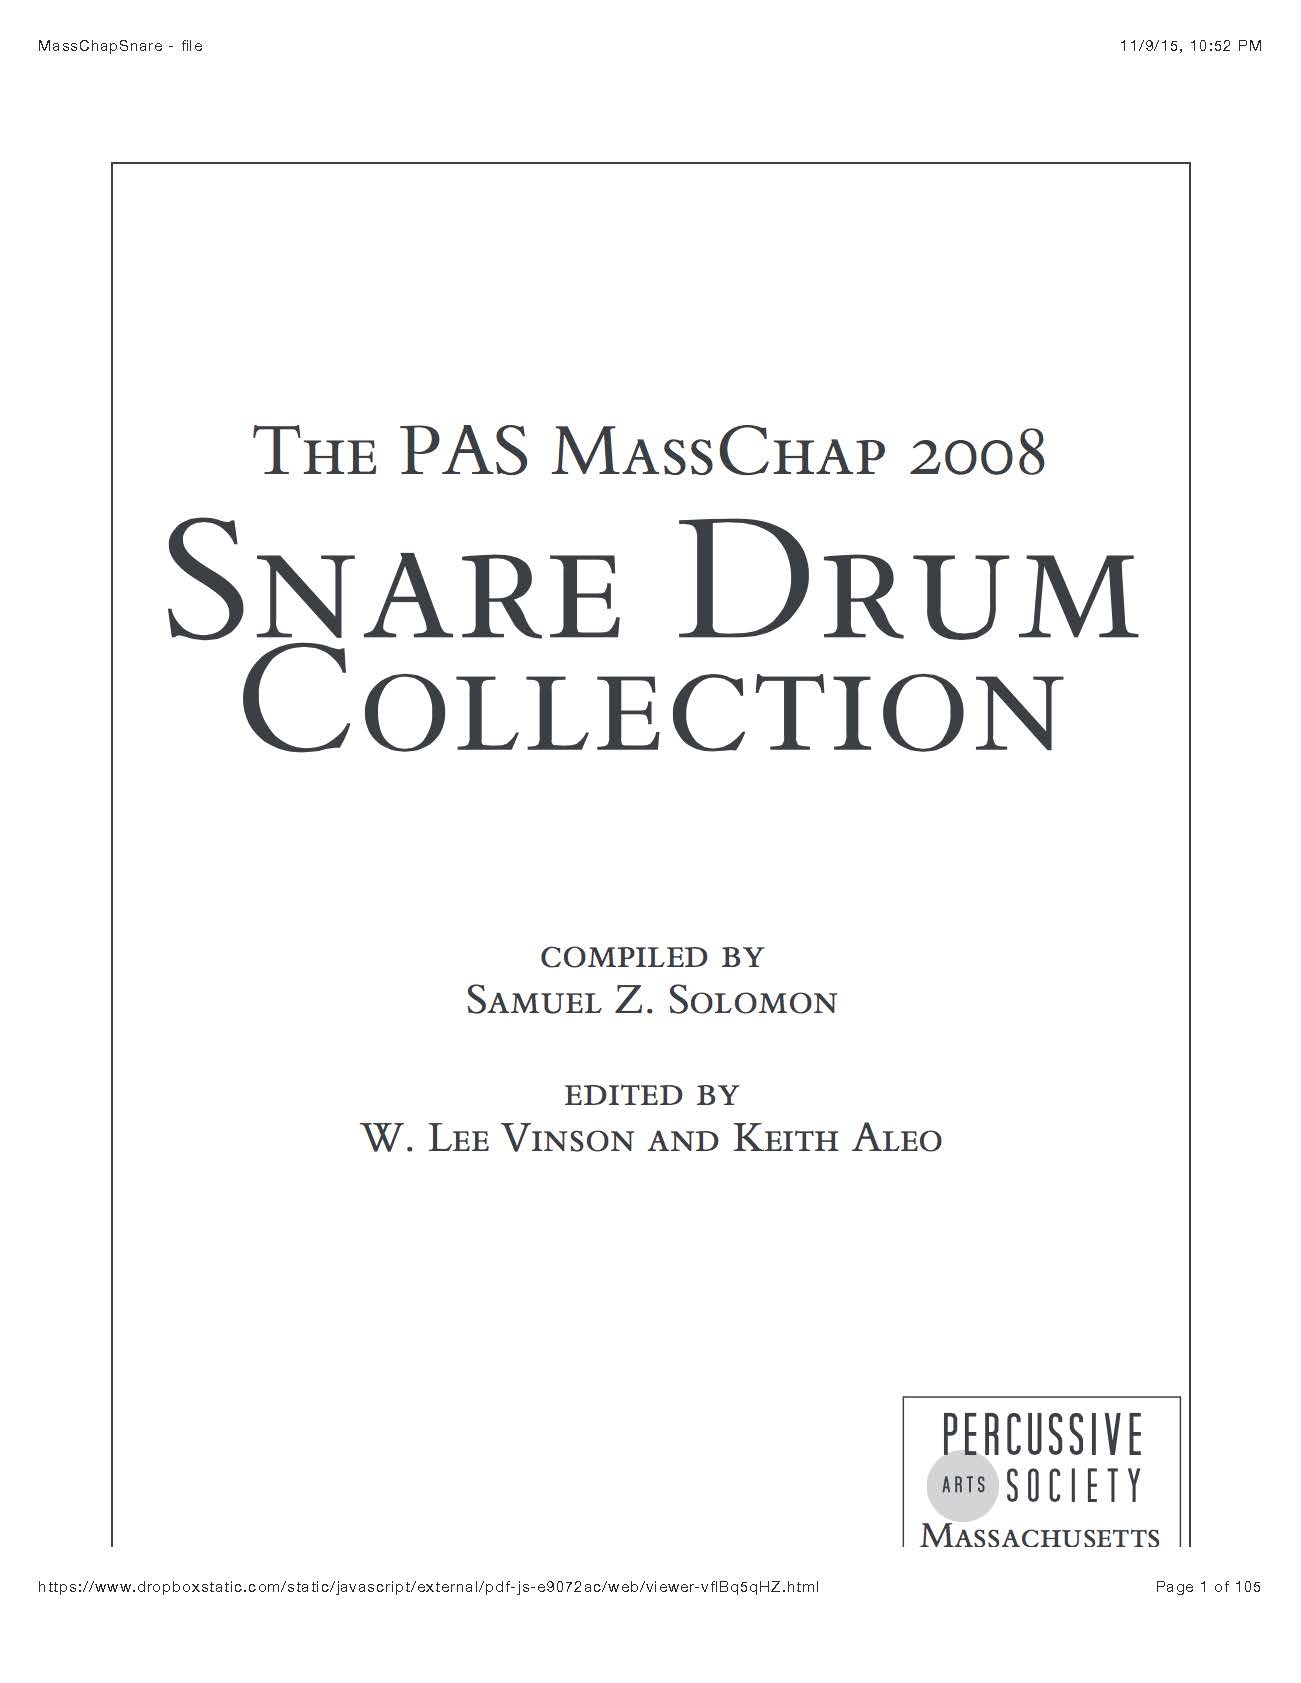 MassChapSnare - file 11/9/15, 10:52 PM
The PAS MassChap 2008
Snare Drum
Collection
compiled by
Samuel Z. Solomon
edited by
W. Lee Vinson and Keith Aleo
PERCUSSIVE
ARTS SOCIETY
Massachusetts
https://www.dropboxstatic.com/static/javascript/external/pdf-js-e9072ac/web/viewer-vflBq5qHZ.html Page 1 of 105